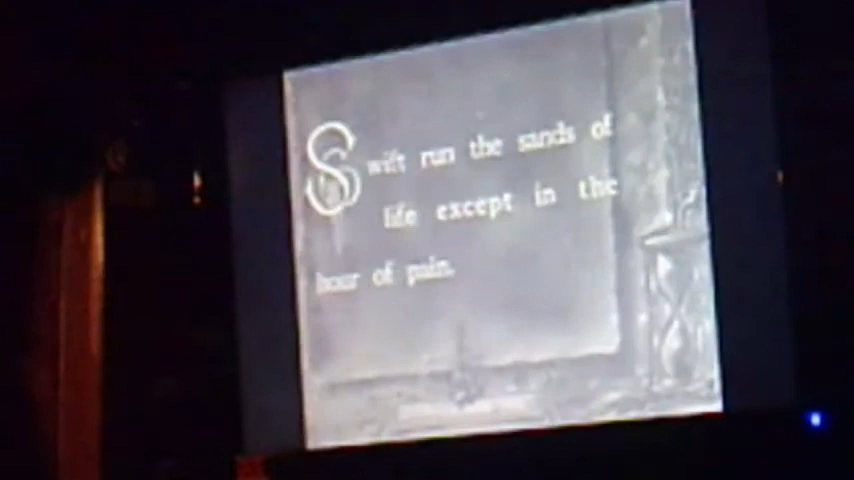 Swift run the sands of
life except in the
hour of pain.